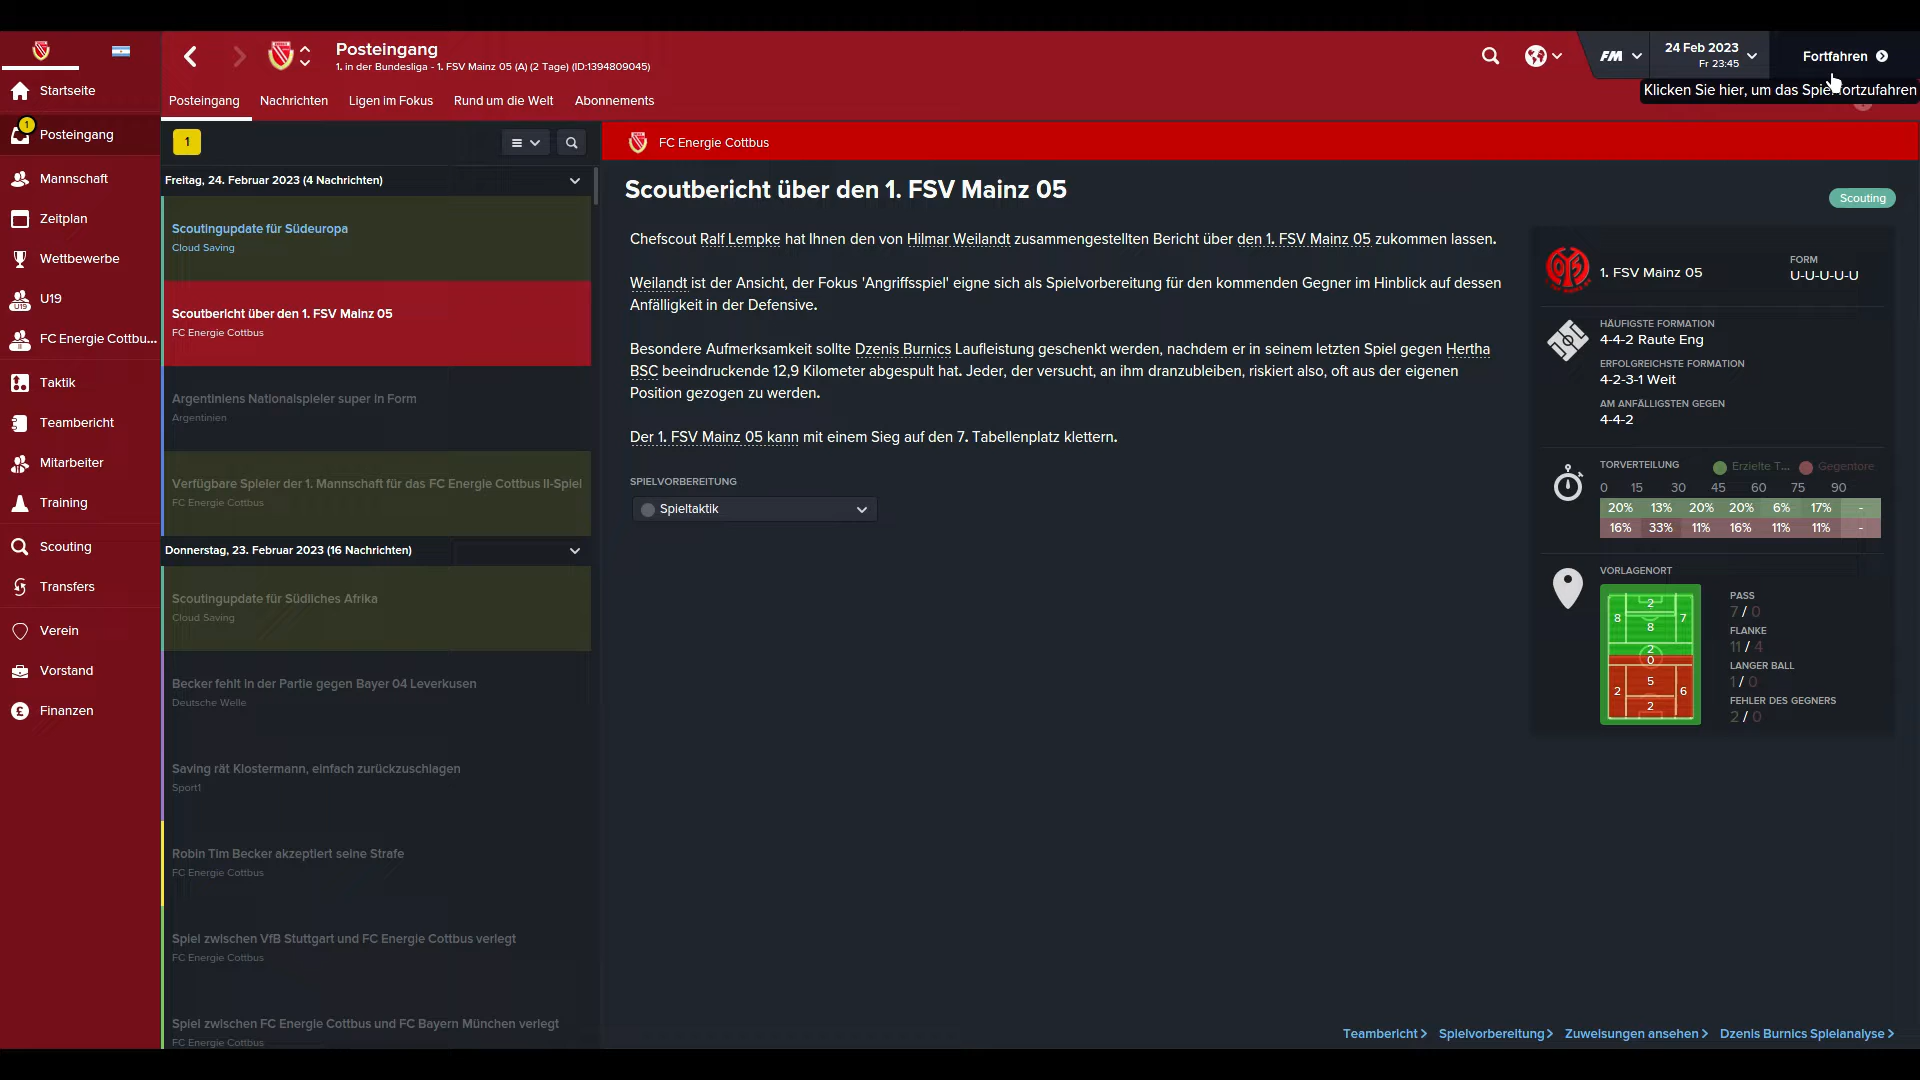 Posteingang
1. in der Bundesliga - 1. FSV Mainz 05 (A) (2 Tage) (ID:1394809045)
FM
24 Feb 2023
Fr 23:45
Fortfahren
Klicken Sie hier, um das Spiel fortzufahren
Posteingang
Nachrichten
Ligen im Fokus
Rund um die Welt
Abonnements
Startseite
1
Posteingang
Mannschaft
Zeitplan
Wettbewerbe
U19
U19
FC Energie Cottbu...
II
Taktik
Teambericht
Mitarbeiter
Training
Scouting
Transfers
Verein
Vorstand
Finanzen
1
Freitag, 24. Februar 2023 (4 Nachrichten)
Scoutingupdate für Südeuropa
Cloud Saving
Scoutbericht über den 1. FSV Mainz 05
FC Energie Cottbus
Argentiniens Nationalspieler super in Form
Argentinien
Verfügbare Spieler der 1. Mannschaft für das FC Energie Cottbus II-Spiel
FC Energie Cottbus
Donnerstag, 23. Februar 2023 (16 Nachrichten)
Scoutingupdate für Südliches Afrika
Cloud Saving
Becker fehlt in der Partie gegen Bayer 04 Leverkusen
Deutsche Welle
Saving rät Klostermann, einfach zurückzuschlagen
Sport1
Robin Tim Becker akzeptiert seine Strafe
FC Energie Cottbus
Spiel zwischen VfB Stuttgart und FC Energie Cottbus verlegt
FC Energie Cottbus
Spiel zwischen FC Energie Cottbus und FC Bayern München verlegt
FC Energie Cottbus
FC Energie Cottbus
Scoutbericht über den 1. FSV Mainz 05
Scouting
Chefscout Ralf Lempke hat Ihnen den von Hilmar Weilandt zusammengestellten Bericht über den 1. FSV Mainz 05 zukommen lassen.
Weilandt ist der Ansicht, der Fokus 'Angriffsspiel' eigne sich als Spielvorbereitung für den kommenden Gegner im Hinblick auf dessen
Anfälligkeit in der Defensive.
Besondere Aufmerksamkeit sollte Dzenis Burnics Laufleistung geschenkt werden, nachdem er in seinem letzten Spiel gegen Hertha
BSC beeindruckende 12,9 Kilometer abgespult hat. Jeder, der versucht, an ihm dranzubleiben, riskiert also, oft aus der eigenen
Position gezogen zu werden.
Der 1. FSV Mainz 05 kann mit einem Sieg auf den 7. Tabellenplatz klettern.
SPIELVORBEREITUNG
Spieltaktik
1. FSV Mainz 05
FORM
U-U-U-U-U
HÄUFIGSTE FORMATION
4-4-2 Raute Eng
ERFOLGREICHSTE FORMATION
4-2-3-1 Weit
AM ANFÄLLIGSTEN GEGEN
4-4-2
TORVERTEILUNG
Erzielte T...
Gegentore
0 15 30 45 60 75 90
20% 13% 20% 20% 6% 17% -
16% 33% 11% 16% 11% 11% -
VORLAGENORT
2
8 7
8
2
0
5
2 6
2
PASS
7 / 0
FLANKE
11 / 4
LANGER BALL
1 / 0
FEHLER DES GEGNERS
2 / 0
Teambericht
Spielvorbereitung
Zuweisungen ansehen
Dzenis Burnics Spielanalyse